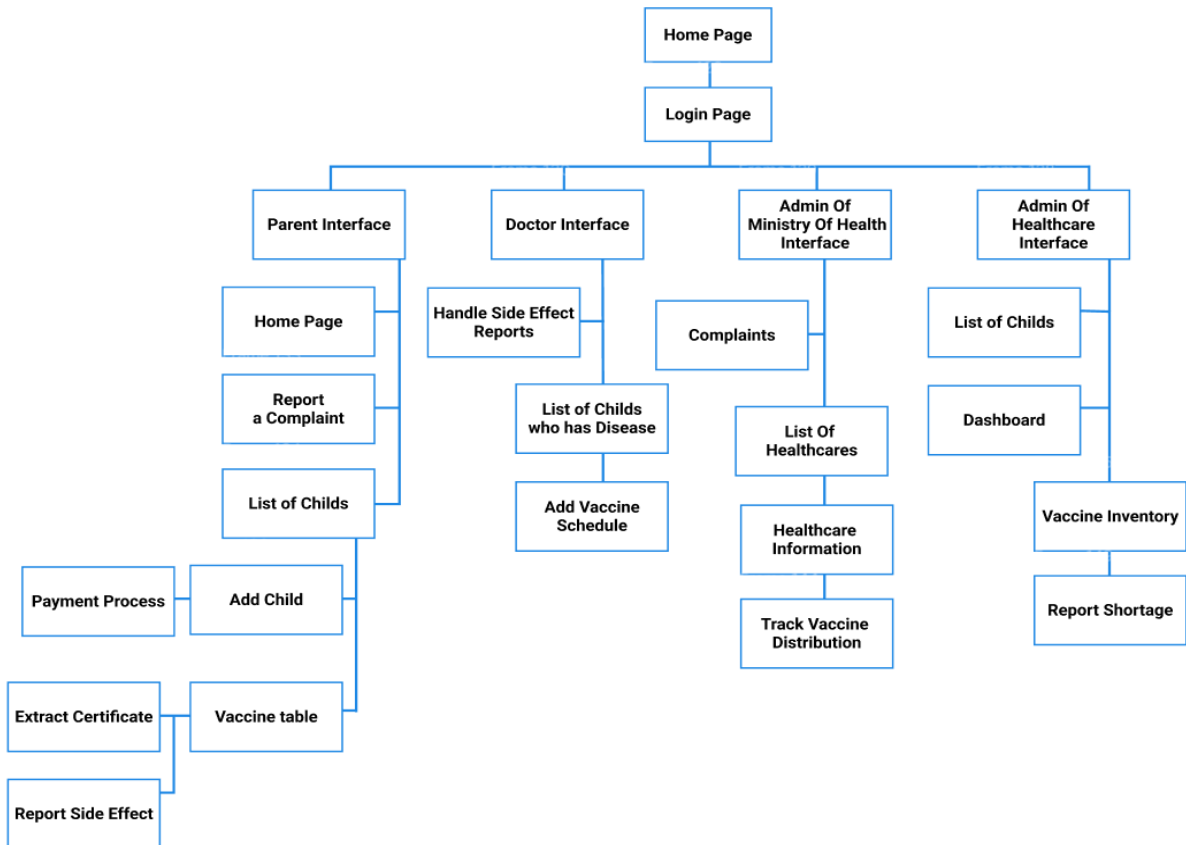 Home Page
Login Page
Parent Interface
Doctor Interface
Admin Of
Ministry Of Health
Interface
Admin Of
Healthcare
Interface
Home Page
Handle Side Effect
Reports
Complaints
List of Childs
Report
a Complaint
List of Childs
who has Disease
List Of
Healthcares
Dashboard
List of Childs
Add Vaccine
Schedule
Healthcare
Information
Vaccine Inventory
Payment Process
Add Child
Track Vaccine
Distribution
Report Shortage
Extract Certificate
Vaccine table
Report Side Effect